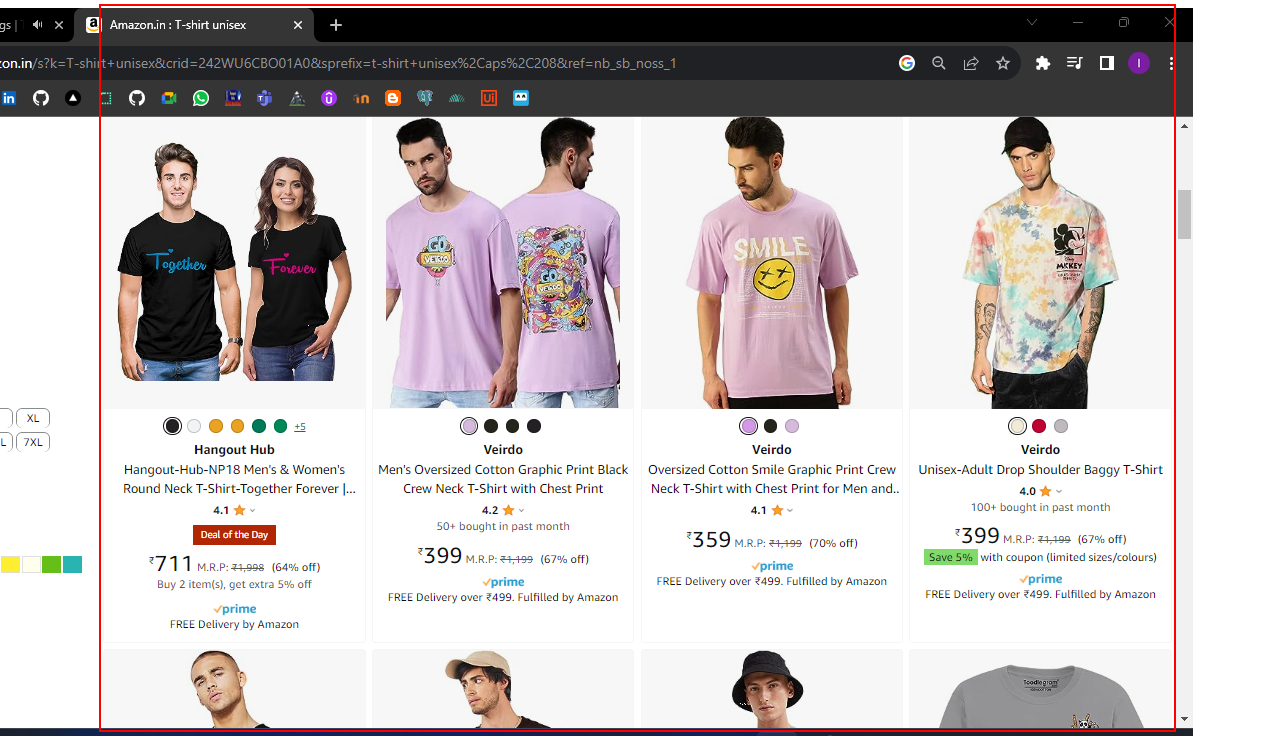 gs |
Amazon.in : T-shirt unisex
zon.in/s?k=T-shirt+unisex&crid=242WU6CBO01A0&sprefix=t-shirt+unisex%2Caps%2C208&ref=nb_sb_noss_1
I
in
Ui
Together
Forever
GO
VEIRDO
GO
VEIRDO
SMILE
Disney
MICKEY
XL
L
7XL
+5
Hangout Hub
Hangout-Hub-NP18 Men's & Women's
Round Neck T-Shirt-Together Forever |...
4.1
Deal of the Day
₹711 M.R.P: ₹1,998 (64% off)
Buy 2 item(s), get extra 5% off
prime
FREE Delivery by Amazon
Veirdo
Men's Oversized Cotton Graphic Print Black
Crew Neck T-Shirt with Chest Print
4.2
50+ bought in past month
₹399 M.R.P: ₹1,199 (67% off)
prime
FREE Delivery over ₹499. Fulfilled by Amazon
Veirdo
Oversized Cotton Smile Graphic Print Crew
Neck T-Shirt with Chest Print for Men and..
4.1
₹359 M.R.P: ₹1,199 (70% off)
prime
FREE Delivery over ₹499. Fulfilled by Amazon
Veirdo
Unisex-Adult Drop Shoulder Baggy T-Shirt
4.0
100+ bought in past month
₹399 M.R.P: ₹1,199 (67% off)
Save 5% with coupon (limited sizes/colours)
prime
FREE Delivery over ₹499. Fulfilled by Amazon
Toodlegram